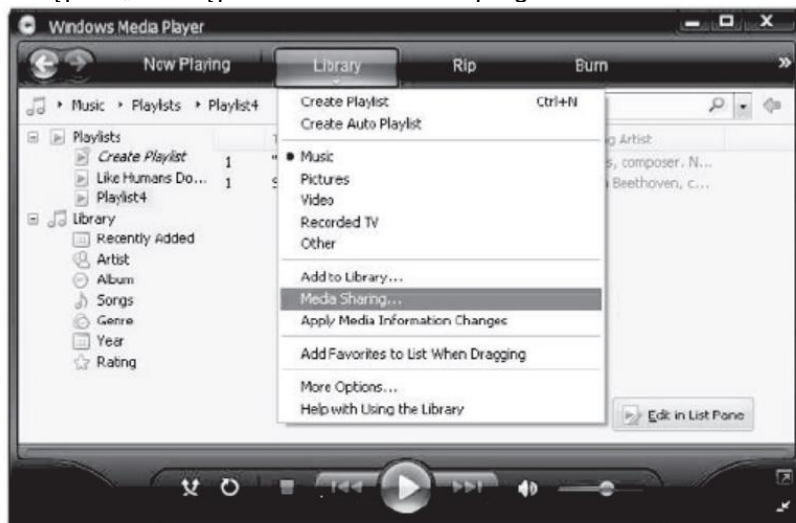 Windows Media Player
Now Playing
Library
Rip
Burn
»
Music ‣ Playlists ‣ Playlist4
Create Playlist Ctrl+N
Create Auto Playlist
Music
Pictures
Video
Recorded TV
Other
Add to Library...
Media Sharing...
Apply Media Information Changes
Add Favorites to List When Dragging
More Options...
Help with Using the Library
Playlists
Create Playlist 1
Like Humans Do... 1
Playlist4
Library
Recently Added
Artist
Album
Songs
Genre
Year
Rating
Artist
, composer. N...
Beethoven, c...
Edit in List Pane